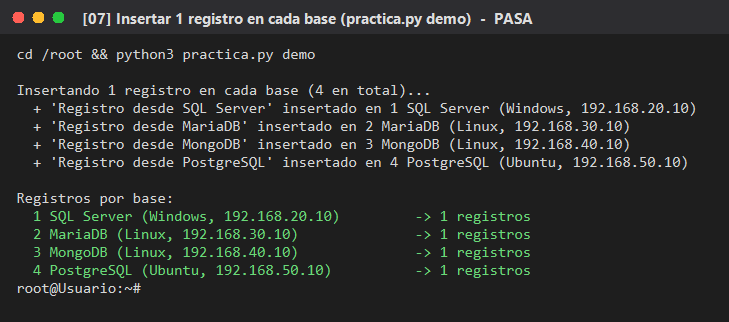 [07] Insertar 1 registro en cada base (practica.py demo) - PASA
cd /root && python3 practica.py demo
Insertando 1 registro en cada base (4 en total)...
+ 'Registro desde SQL Server' insertado en 1 SQL Server (Windows, 192.168.20.10)
+ 'Registro desde MariaDB' insertado en 2 MariaDB (Linux, 192.168.30.10)
+ 'Registro desde MongoDB' insertado en 3 MongoDB (Linux, 192.168.40.10)
+ 'Registro desde PostgreSQL' insertado en 4 PostgreSQL (Ubuntu, 192.168.50.10)
Registros por base:
1 SQL Server (Windows, 192.168.20.10) -> 1 registros
2 MariaDB (Linux, 192.168.30.10) -> 1 registros
3 MongoDB (Linux, 192.168.40.10) -> 1 registros
4 PostgreSQL (Ubuntu, 192.168.50.10) -> 1 registros
root@Usuario:~#